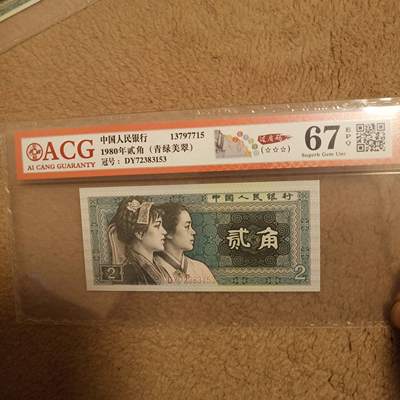 ACG
AI CANG GUARANTY
中国人民银行 13797715
1980年贰角（青绿美翠）
冠号：DY72383153
(☆☆☆)
67
EPQ
Superb Gem Unc
中国人民银行
贰角
2
2
DY72383153